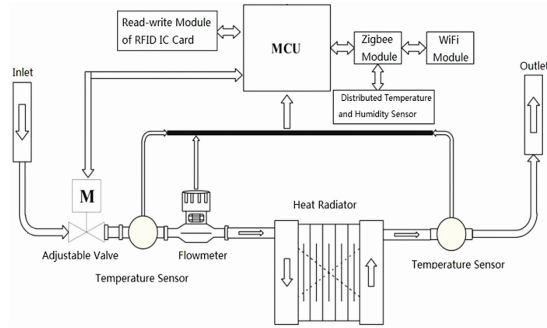 Read-write Module
of RFID IC Card
MCU
Zigbee
Module
WiFi
Module
Inlet
Outlet
Distributed Temperature
and Humidity Sensor
M
Heat Radiator
Adjustable Valve
Flowmeter
Temperature Sensor
Temperature Sensor